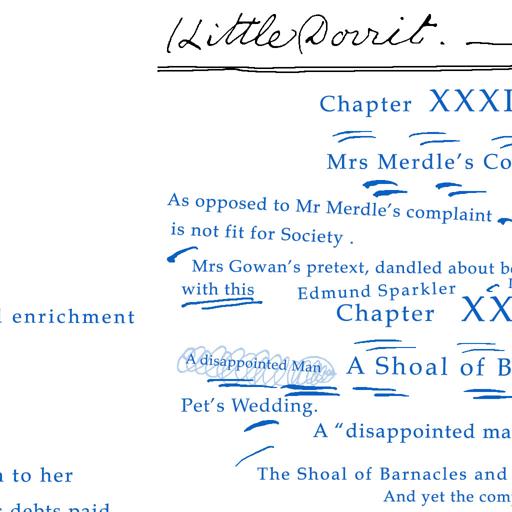 Little Dorrit.
Chapter XXXI
Mrs Merdle's Co
As opposed to Mr Merdle's complaint
is not fit for Society .
Mrs Gowan's pretext, dandled about be
with this Edmund Sparkler
l enrichment
Chapter XX
A disappointed Man
A Shoal of B
Pet's Wedding.
A “disappointed ma
n to her
The Shoal of Barnacles and
And yet the com
r debts paid